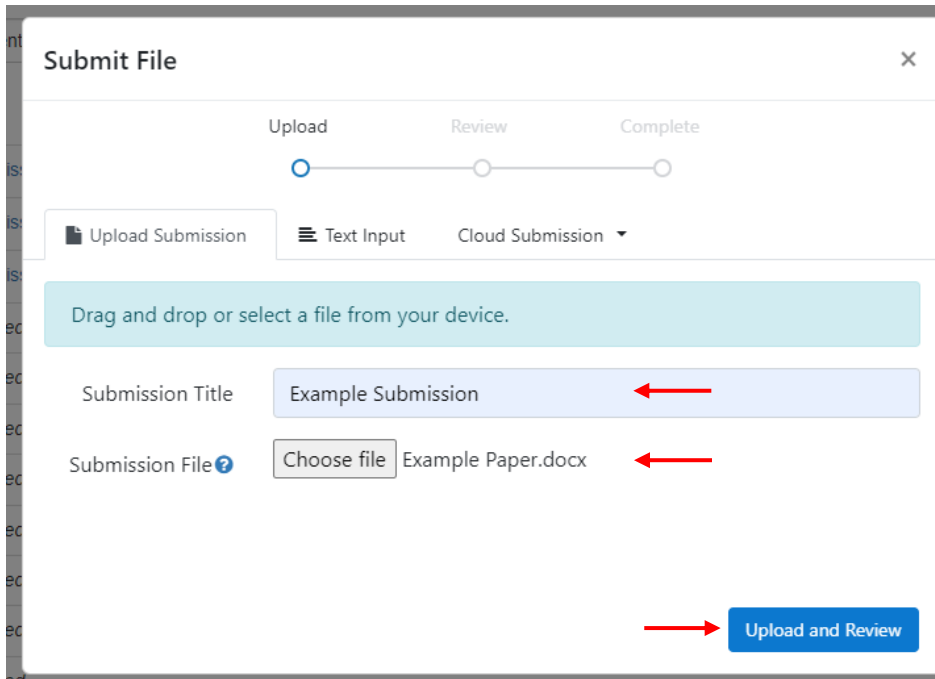 Submit File
×
Upload Review Complete
Upload Submission Text Input Cloud Submission
Drag and drop or select a file from your device.
Submission Title Example Submission
Submission File Choose file Example Paper.docx
Upload and Review